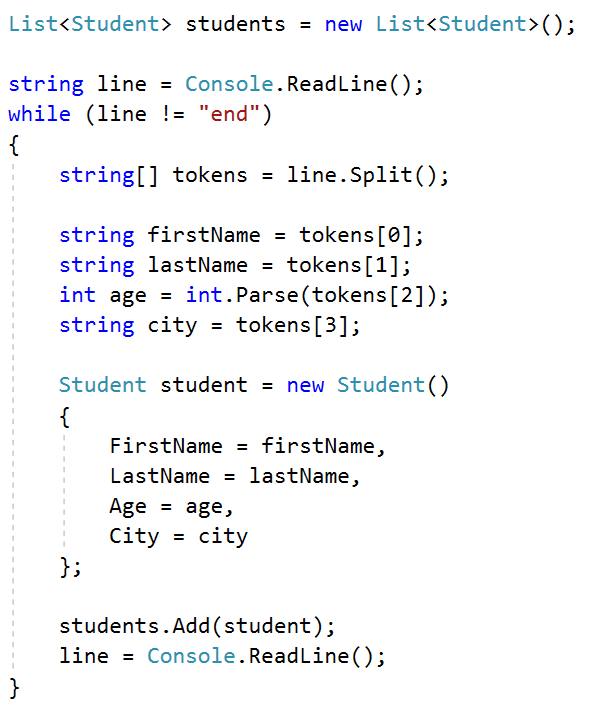 List<Student> students = new List<Student>();

string line = Console.ReadLine();
while (line != "end")
{
    string[] tokens = line.Split();

    string firstName = tokens[0];
    string lastName = tokens[1];
    int age = int.Parse(tokens[2]);
    string city = tokens[3];

    Student student = new Student()
    {
        FirstName = firstName,
        LastName = lastName,
        Age = age,
        City = city
    };

    students.Add(student);
    line = Console.ReadLine();
}